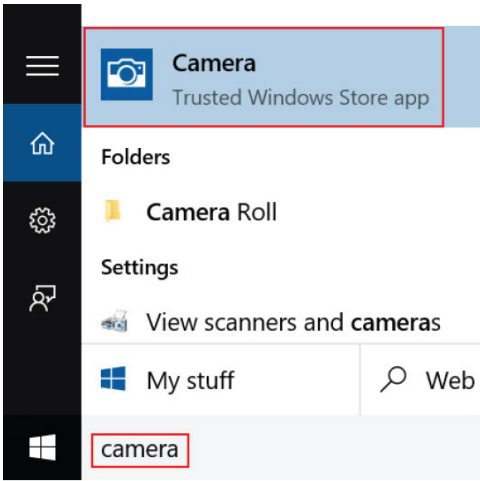 Camera
Trusted Windows Store app
Folders
Camera Roll
Settings
View scanners and cameras
My stuff
Web
camera